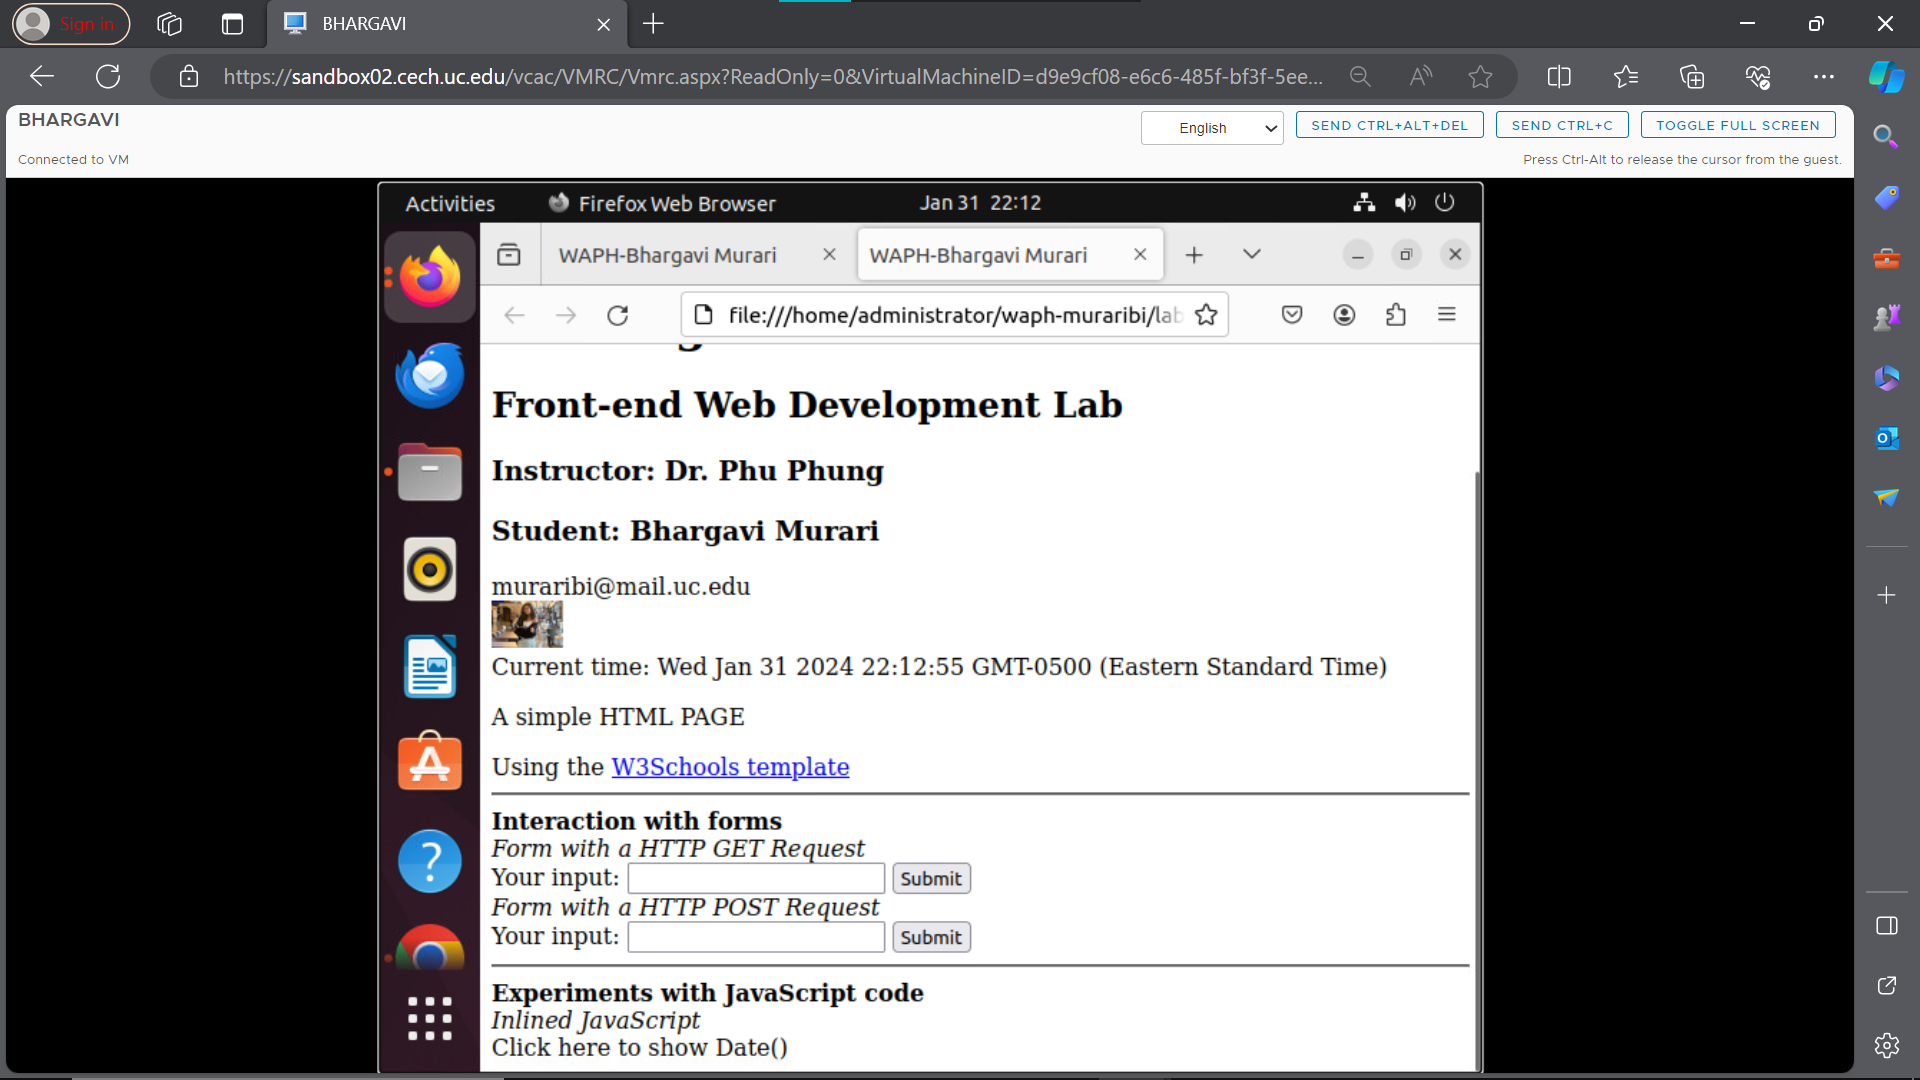 Sign in
BHARGAVI
https://sandbox02.cech.uc.edu/vcac/VMRC/Vmrc.aspx?ReadOnly=0&VirtualMachineID=d9e9cf08-e6c6-485f-bf3f-5ee...
BHARGAVI
English
SEND CTRL+ALT+DEL
SEND CTRL+C
TOGGLE FULL SCREEN
Connected to VM
Press Ctrl-Alt to release the cursor from the guest.
Activities
Firefox Web Browser
Jan 31 22:12
WAPH-Bhargavi Murari
WAPH-Bhargavi Murari
file:///home/administrator/waph-muraribi/lab
Front-end Web Development Lab
Instructor: Dr. Phu Phung
Student: Bhargavi Murari
muraribi@mail.uc.edu
Current time: Wed Jan 31 2024 22:12:55 GMT-0500 (Eastern Standard Time)
A simple HTML PAGE
Using the W3Schools template
Interaction with forms
Form with a HTTP GET Request
Your input: Submit
Form with a HTTP POST Request
Your input: Submit
Experiments with JavaScript code
Inlined JavaScript
Click here to show Date()